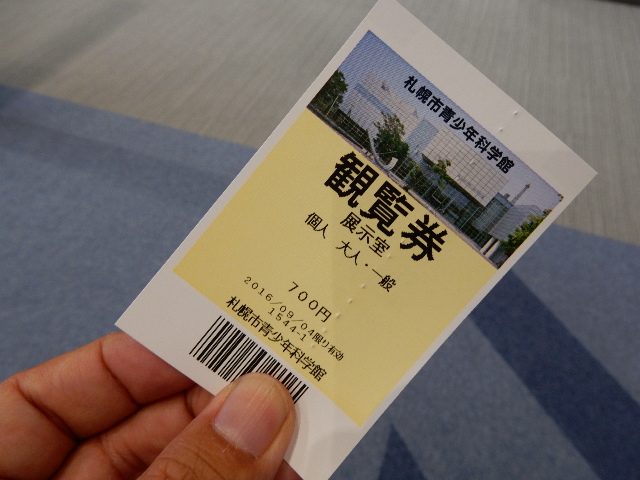 札幌市青少年科学館
観覧券
展示室
個人 大人・一般
700円
2016/09/04限り有効
1544-1
札幌市青少年科学館